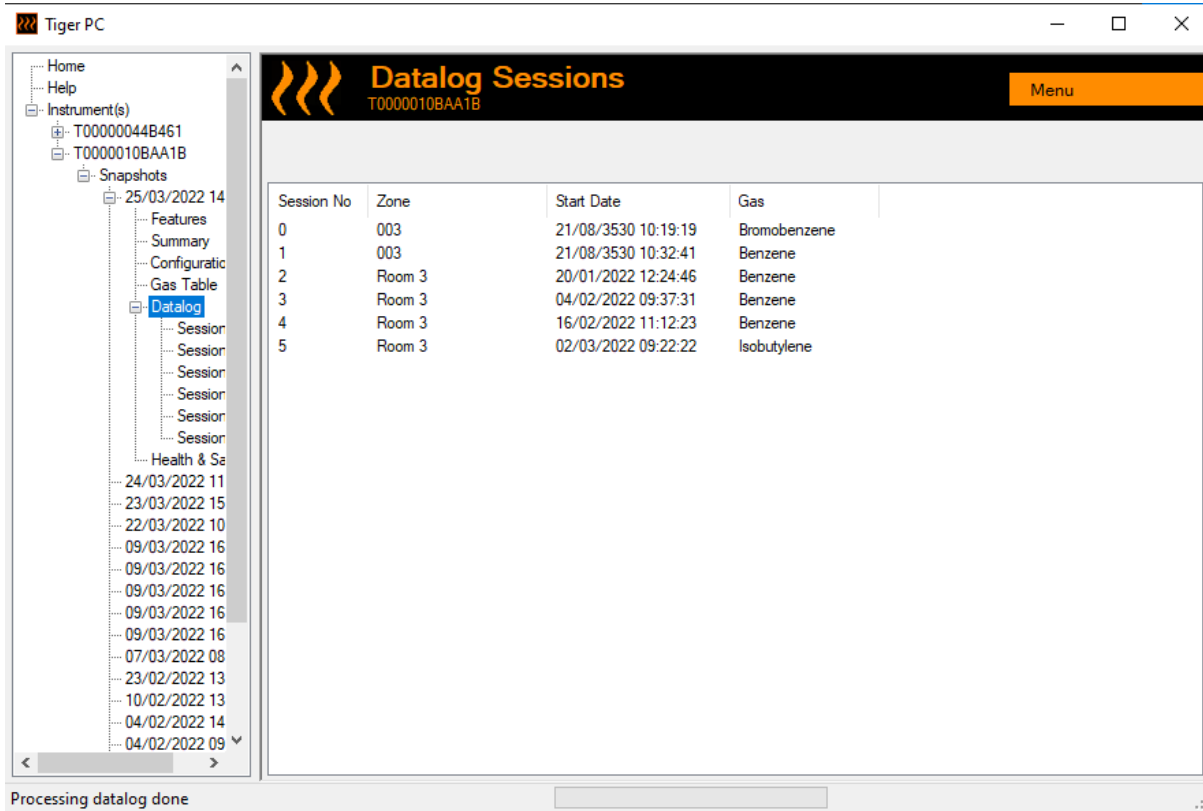 Tiger PC
Home
Help
Instrument(s)
T00000044B461
T0000010BAA1B
Snapshots
25/03/2022 14
Features
Summary
Configuratic
Gas Table
Datalog
Session
Session
Session
Session
Session
Session
Health & Sa
24/03/2022 11
23/03/2022 15
22/03/2022 10
09/03/2022 16
09/03/2022 16
09/03/2022 16
09/03/2022 16
09/03/2022 16
07/03/2022 08
23/02/2022 13
10/02/2022 13
04/02/2022 14
04/02/2022 09
Datalog Sessions
T0000010BAA1B
Menu
Session No Zone Start Date Gas
0 003 21/08/3530 10:19:19 Bromobenzene
1 003 21/08/3530 10:32:41 Benzene
2 Room 3 20/01/2022 12:24:46 Benzene
3 Room 3 04/02/2022 09:37:31 Benzene
4 Room 3 16/02/2022 11:12:23 Benzene
5 Room 3 02/03/2022 09:22:22 Isobutylene
Processing datalog done